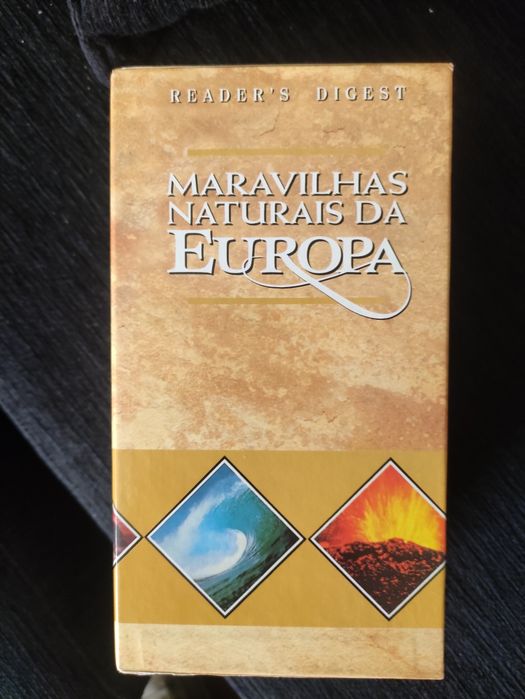 READER'S DIGEST
MARAVILHAS
NATURAIS DA
EUROPA